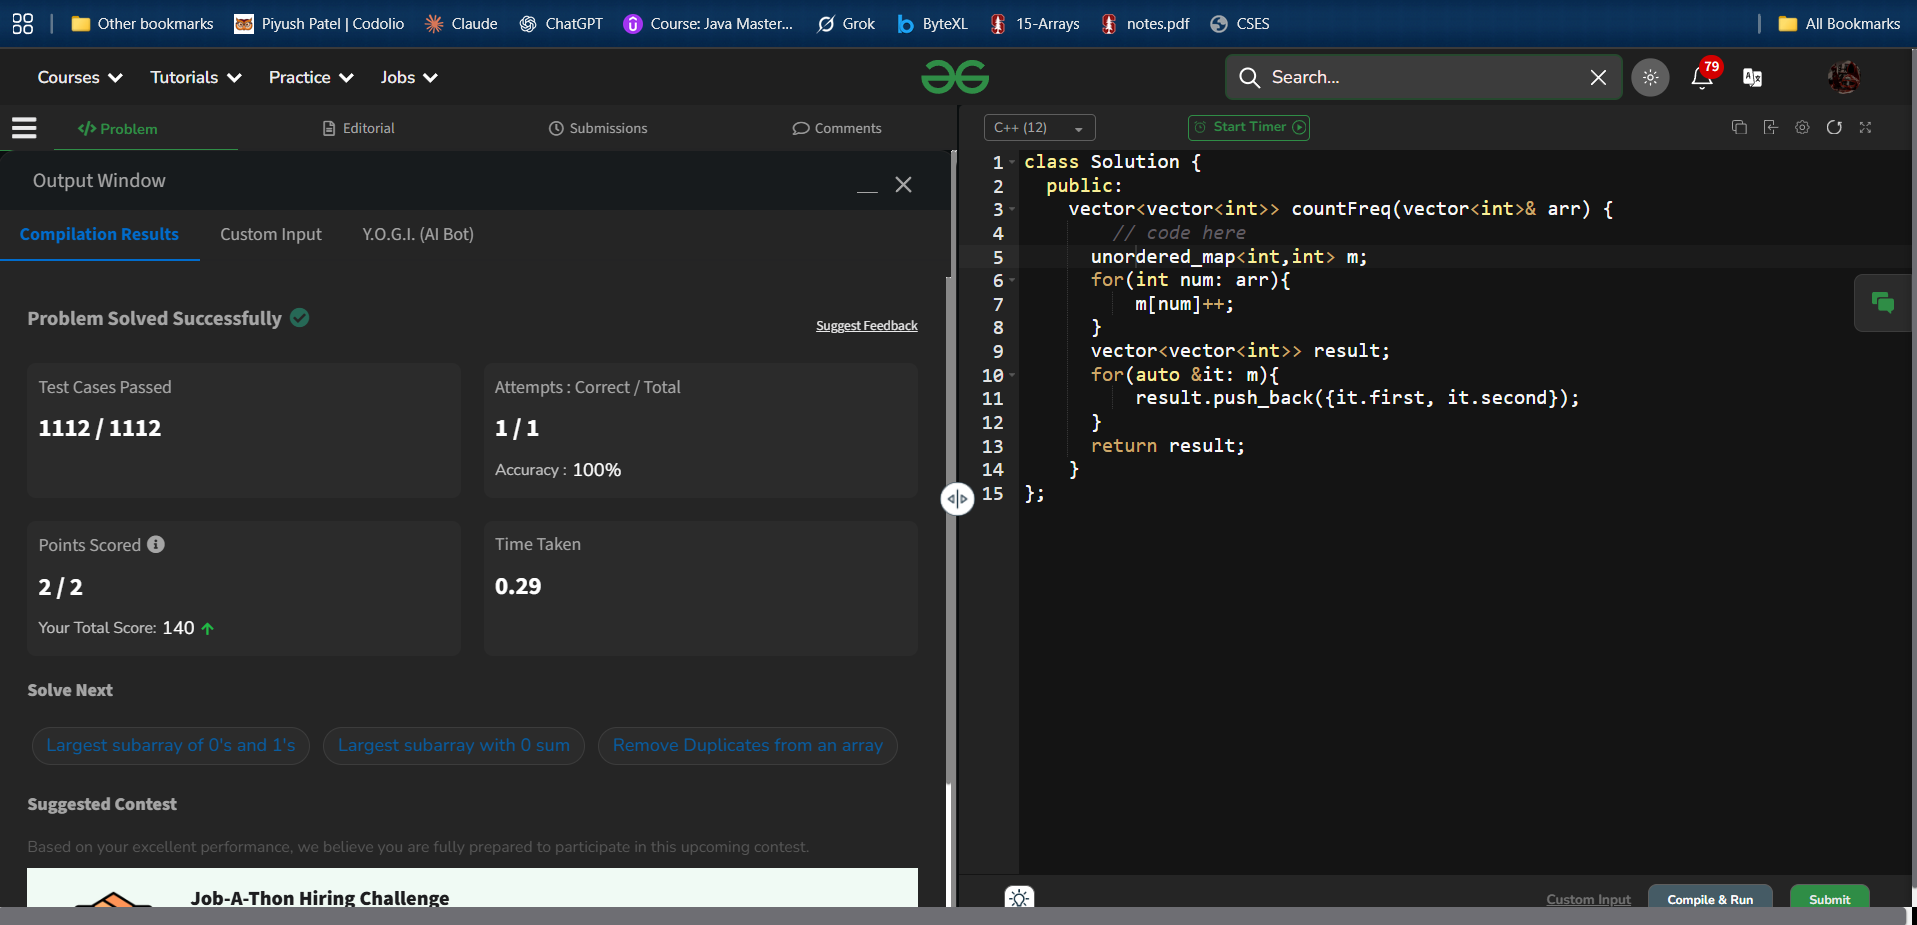 Other bookmarks Piyush Patel | Codolio Claude ChatGPT Course: Java Master... Grok ByteXL 15-Arrays notes.pdf CSES All Bookmarks
Courses Tutorials Practice Jobs Search... 79
Problem Editorial Submissions Comments
Output Window
Compilation Results Custom Input Y.O.G.I. (AI Bot)
Problem Solved Successfully
Suggest Feedback
Test Cases Passed
1112 / 1112
Attempts : Correct / Total
1 / 1
Accuracy : 100%
Points Scored
2 / 2
Your Total Score: 140
Time Taken
0.29
Solve Next
Largest subarray of 0's and 1's Largest subarray with 0 sum Remove Duplicates from an array
Suggested Contest
Based on your excellent performance, we believe you are fully prepared to participate in this upcoming contest.
Job-A-Thon Hiring Challenge
C++ (12) Start Timer
1 class Solution {
2 public:
3 vector<vector<int>> countFreq(vector<int>& arr) {
4 // code here
5 unordered_map<int,int> m;
6 for(int num: arr){
7 m[num]++;
8 }
9 vector<vector<int>> result;
10 for(auto &it: m){
11 result.push_back({it.first, it.second});
12 }
13 return result;
14 }
15 };
Custom Input Compile & Run Submit